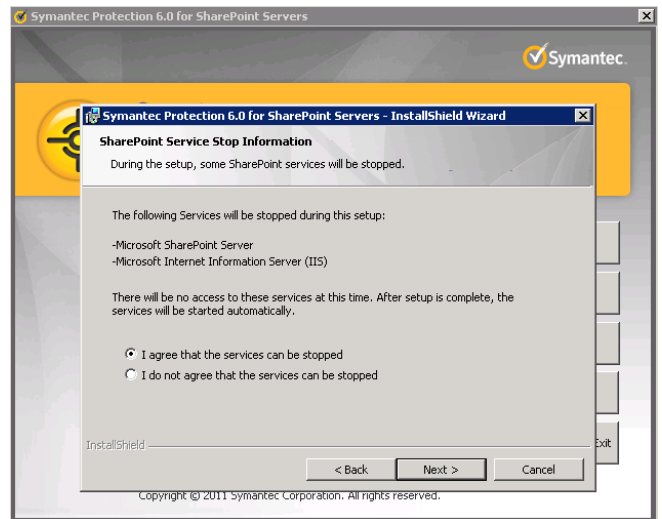 Symantec Protection 6.0 for SharePoint Servers
Symantec.
Symantec Protection 6.0 for SharePoint Servers - InstallShield Wizard
SharePoint Service Stop Information
During the setup, some SharePoint services will be stopped.
The following Services will be stopped during this setup:
-Microsoft SharePoint Server
-Microsoft Internet Information Server (IIS)
There will be no access to these services at this time. After setup is complete, the
services will be started automatically.
I agree that the services can be stopped
I do not agree that the services can be stopped
InstallShield
Exit
< Back
Next >
Cancel
Copyright © 2011 Symantec Corporation. All rights reserved.